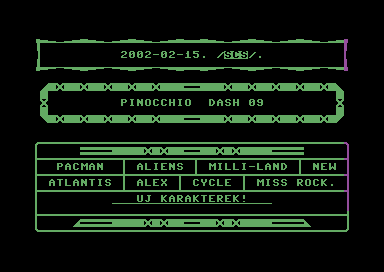 2002-02-15. /SCS/.
PINOCCHIO DASH 09
PACMAN ALIENS MILLI-LAND NEW
ATLANTIS ALEX CYCLE MISS ROCK.
UJ KARAKTEREK!